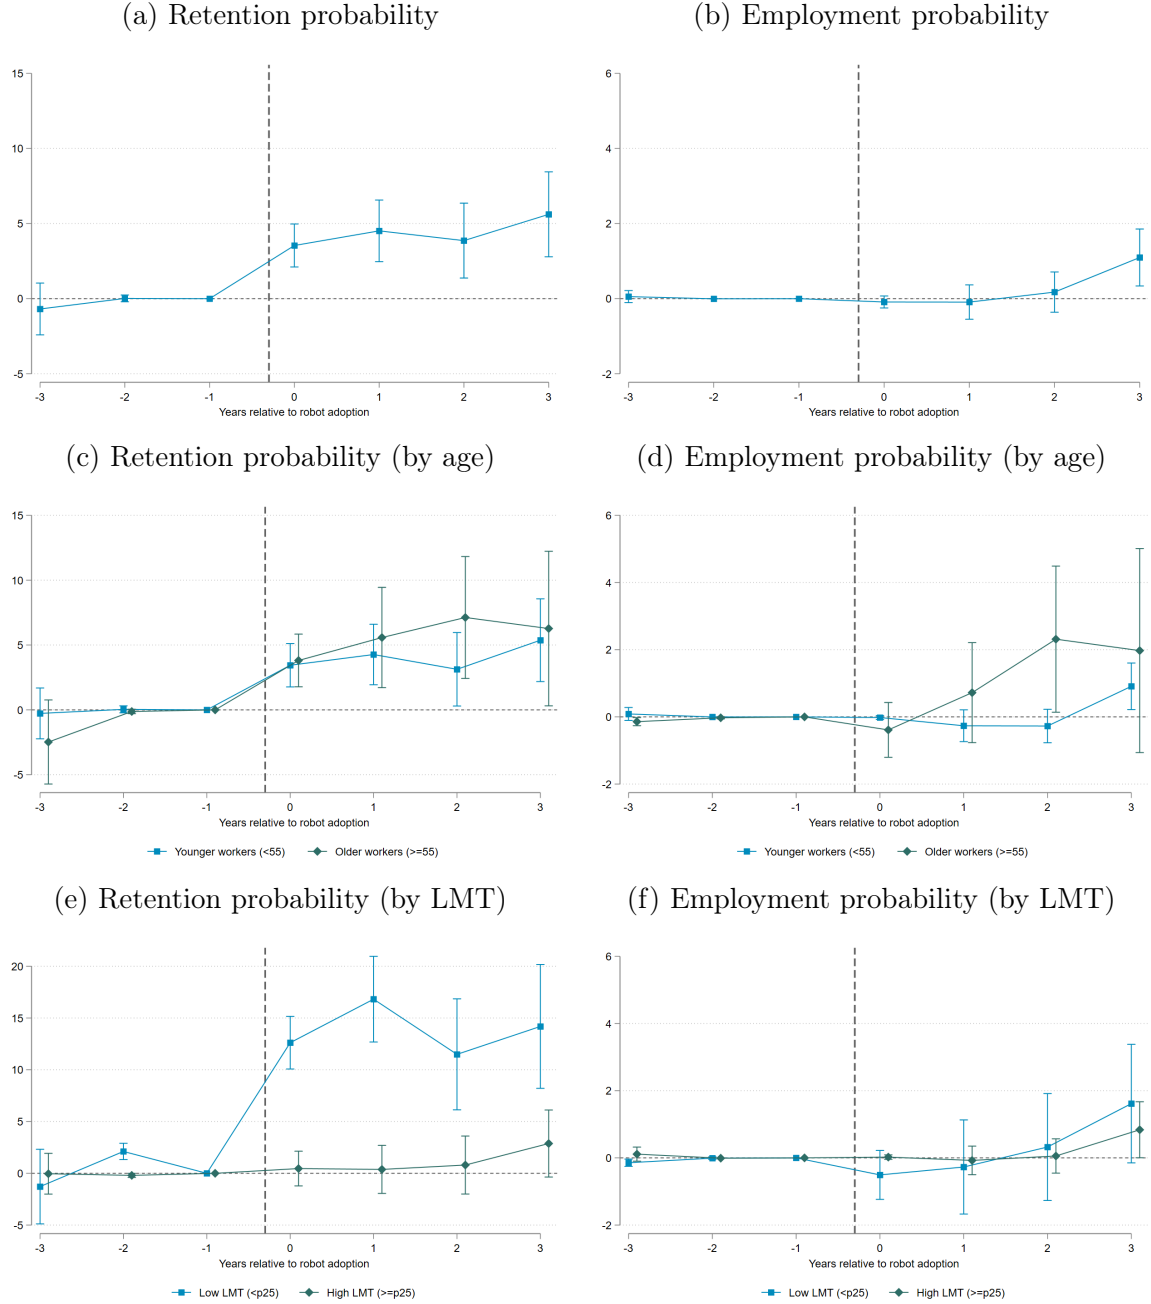 (a) Retention probability
15
10
5
0
-5
-3 -2 -1 0 1 2 3
Years relative to robot adoption
(b) Employment probability
6
4
2
0
-2
-3 -2 -1 0 1 2 3
Years relative to robot adoption
(c) Retention probability (by age)
15
10
5
0
-5
-3 -2 -1 0 1 2 3
Years relative to robot adoption
Younger workers (<55) Older workers (>=55)
(d) Employment probability (by age)
6
4
2
0
-2
-3 -2 -1 0 1 2 3
Years relative to robot adoption
Younger workers (<55) Older workers (>=55)
(e) Retention probability (by LMT)
20
15
10
5
0
-5
-3 -2 -1 0 1 2 3
Years relative to robot adoption
Low LMT (<p25) High LMT (>=p25)
(f) Employment probability (by LMT)
6
4
2
0
-2
-3 -2 -1 0 1 2 3
Years relative to robot adoption
Low LMT (<p25) High LMT (>=p25)